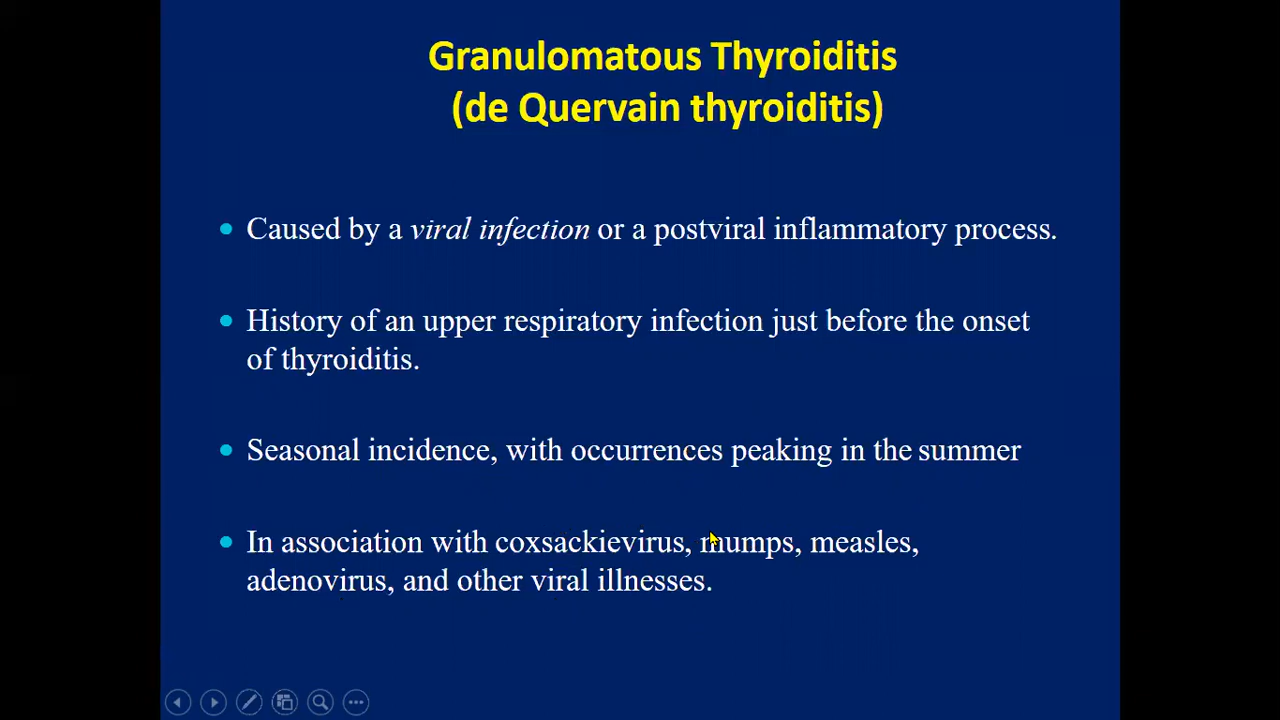 Granulomatous Thyroiditis
(de Quervain thyroiditis)
Caused by a viral infection or a postviral inflammatory process.
History of an upper respiratory infection just before the onset
of thyroiditis.
Seasonal incidence, with occurrences peaking in the summer
In association with coxsackievirus, mumps, measles,
adenovirus, and other viral illnesses.